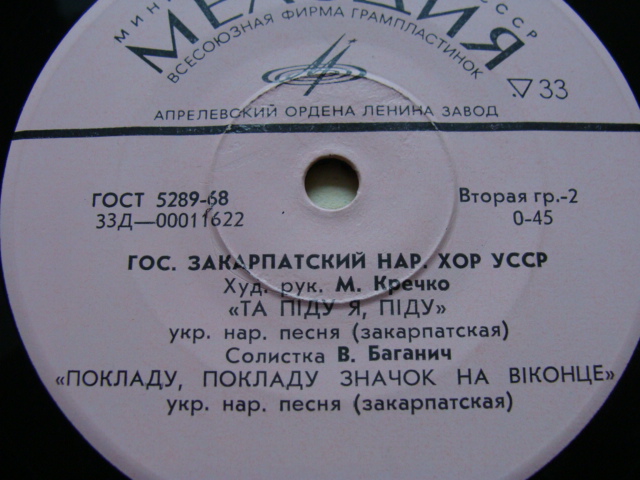 МИН СССР
МЕЛОДИЯ
ВСЕСОЮЗНАЯ ФИРМА ГРАМПЛАСТИНОК
33
АПРЕЛЕВСКИЙ ОРДЕНА ЛЕНИНА ЗАВОД
ГОСТ 5289-68 Вторая гр.-2
33Д—00011622 0-45
ГОС. ЗАКАРПАТСКИЙ НАР. ХОР УССР
Худ. рук. М. Кречко
«ТА ПІДУ Я, ПІДУ»
укр. нар. песня (закарпатская)
Солистка В. Баганич
«ПОКЛАДУ, ПОКЛАДУ ЗНАЧОК НА ВІКОНЦЕ»
укр. нар. песня (закарпатская)